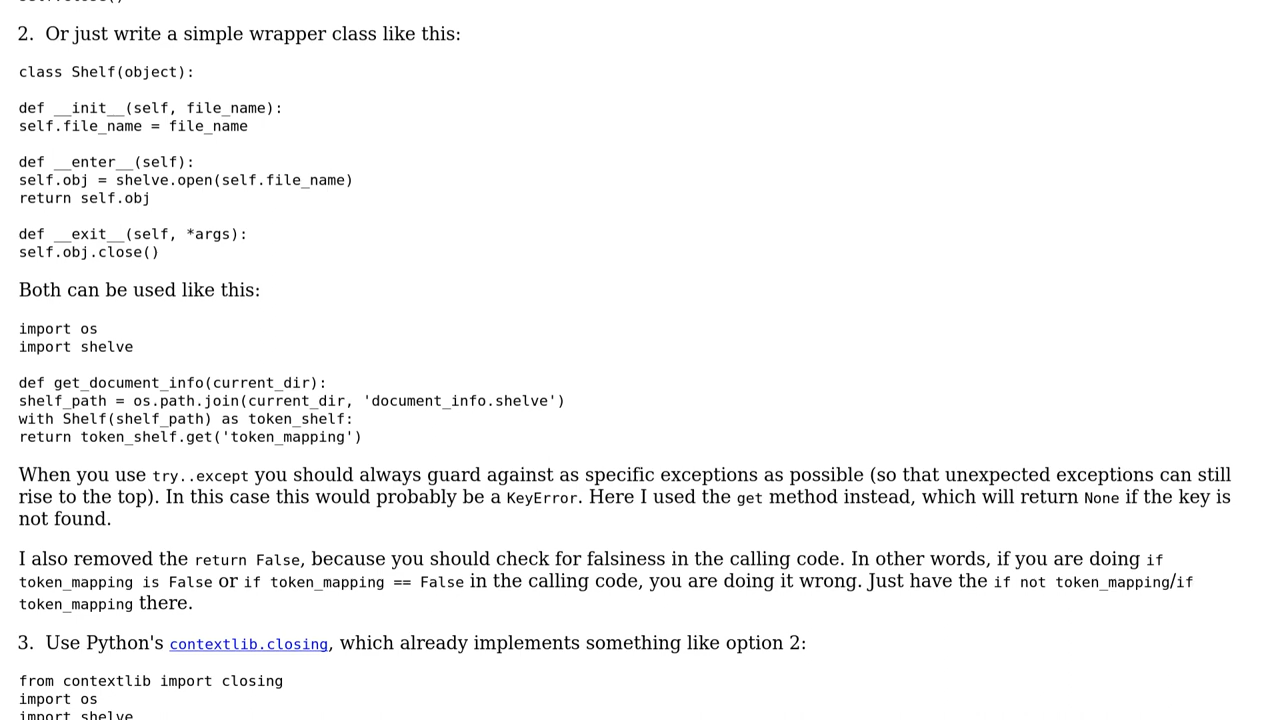 2. Or just write a simple wrapper class like this:
class Shelf(object):
def __init__(self, file_name):
self.file_name = file_name
def __enter__(self):
self.obj = shelve.open(self.file_name)
return self.obj
def __exit__(self, *args):
self.obj.close()
Both can be used like this:
import os
import shelve
def get_document_info(current_dir):
shelf_path = os.path.join(current_dir, 'document_info.shelve')
with Shelf(shelf_path) as token_shelf:
return token_shelf.get('token_mapping')
When you use try..except you should always guard against as specific exceptions as possible (so that unexpected exceptions can still
rise to the top). In this case this would probably be a KeyError. Here I used the get method instead, which will return None if the key is
not found.
I also removed the return False, because you should check for falsiness in the calling code. In other words, if you are doing if
token_mapping is False or if token_mapping == False in the calling code, you are doing it wrong. Just have the if not token_mapping/if
token_mapping there.
3. Use Python's contextlib.closing, which already implements something like option 2:
from contextlib import closing
import os
import shelve